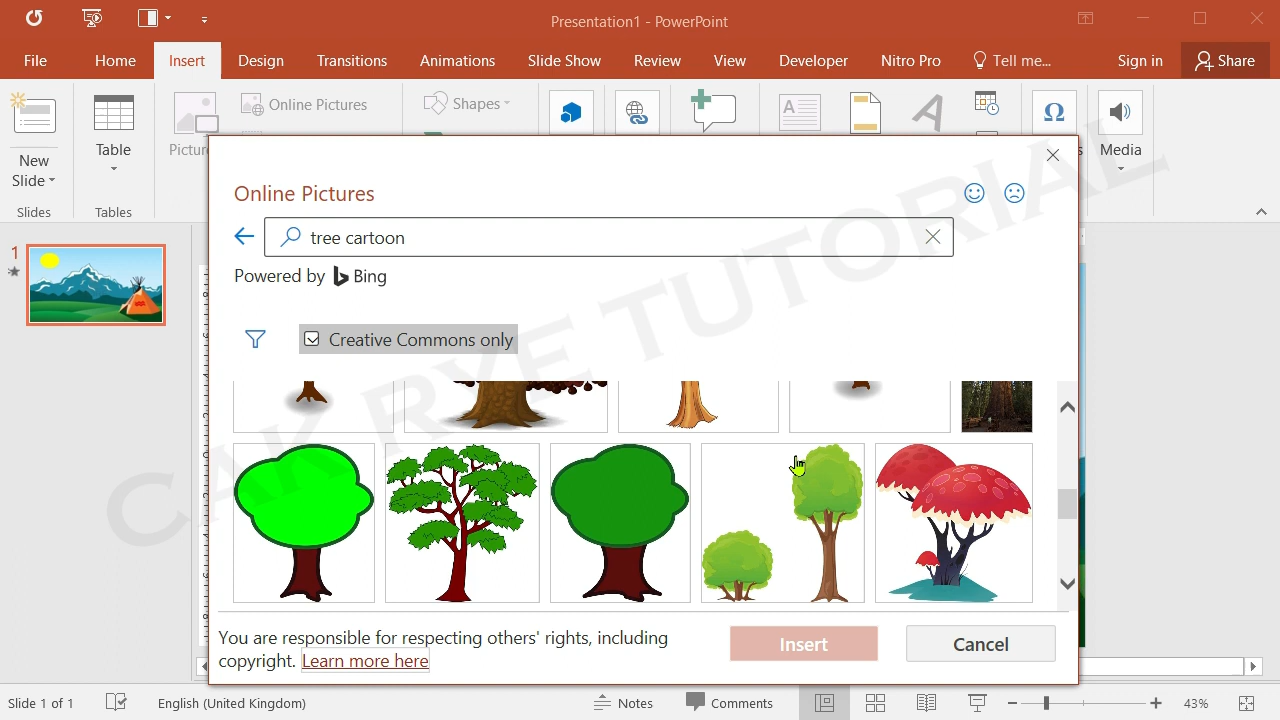 Presentation1 - PowerPoint
File Home Insert Design Transitions Animations Slide Show Review View Developer Nitro Pro Tell me... Sign in Share
New Slide
Table
Online Pictures
Shapes
Media
Slides
Tables
Online Pictures
tree cartoon
Powered by Bing
Creative Commons only
1
CAK RYE TUTORIAL
You are responsible for respecting others' rights, including
copyright. Learn more here
Insert Cancel
Slide 1 of 1 English (United Kingdom) Notes Comments 43%